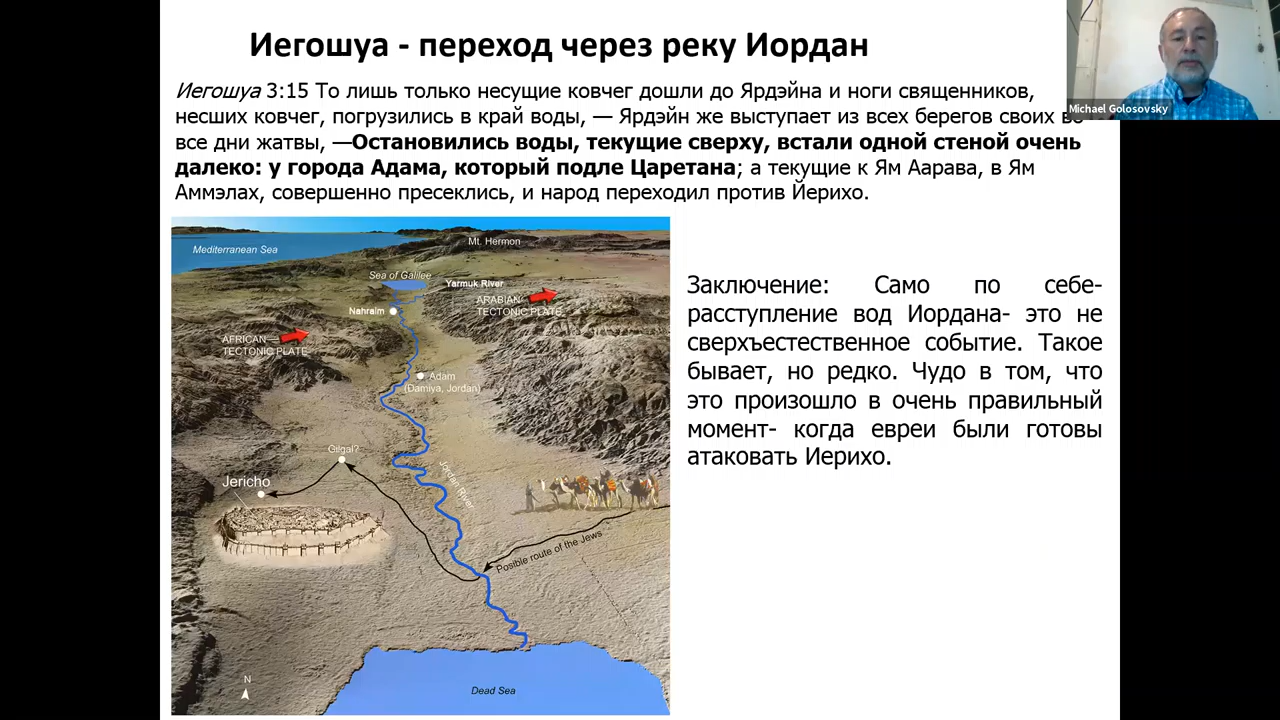 Иегошуа - переход через реку Иордан
Michael Golosovsky
Иегошуа 3:15 То лишь только несущие ковчег дошли до Ярдэйна и ноги священников,
несших ковчег, погрузились в край воды, — Ярдэйн же выступает из всех берегов своих во
все дни жатвы, —Остановились воды, текущие сверху, встали одной стеной очень
далеко: у города Адама, который подле Царетана; а текущие к Ям Аарава, в Ям
Аммэлах, совершенно пресеклись, и народ переходил против Йерихо.
Mediterranean Sea
Mt. Hermon
Sea of Galilee
Yarmuk River
ARABIAN
TECTONIC PLATE
Nahraim
AFRICAN
TECTONIC PLATE
Adam
(Damiya, Jordan)
Gilgal?
Jericho
Jordan River
Posible route of the Jews
N
Dead Sea
Заключение: Само по себе-
расступление вод Иордана- это не
сверхъестественное событие. Такое
бывает, но редко. Чудо в том, что
это произошло в очень правильный
момент- когда евреи были готовы
атаковать Иерихо.